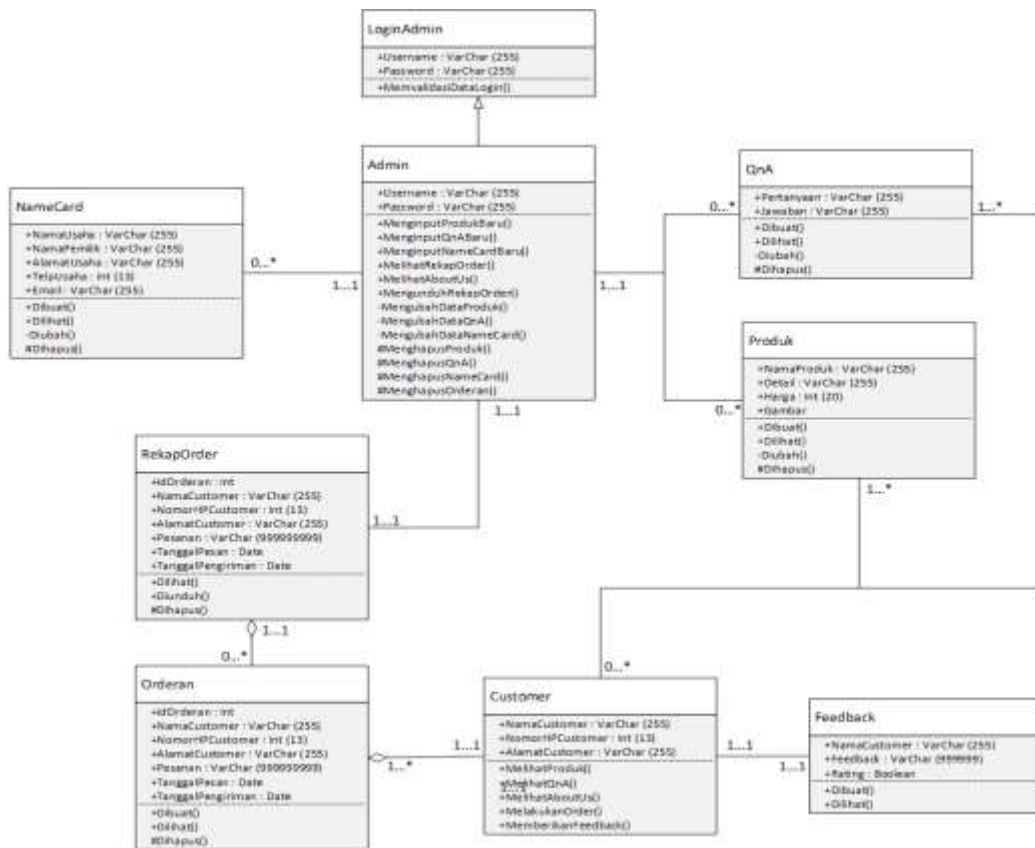 LoginAdmin
+Username : VarChar (255)
+Password : VarChar (255)
+MemvalidasiDataLogin()
Admin
+Username : VarChar (255)
+Password : VarChar (255)
+MenginputProdukBaru()
+MenginputQnABaru()
+MenginputNameCardBaru()
+MelihatRekapOrder()
+MelihatAboutUs()
+MengunduhRekapOrder()
-MengubahDataProduk()
-MengubahDataQnA()
-MengubahDataNameCard()
#MenghapusProduk()
#MenghapusQnA()
#MenghapusNameCard()
#MenghapusOrderan()
QnA
+Pertanyaan : VarChar (255)
+Jawaban : VarChar (255)
+Dibuat()
+Dilihat()
-Diubah()
#Dihapus()
0...*
1...*
NameCard
+NamaUsaha : VarChar (255)
+NamaPemilik : VarChar (255)
+AlamatUsaha : VarChar (255)
+TelpUsaha : Int (13)
+Email : VarChar (255)
+Dibuat()
+Dilihat()
-Diubah()
#Dihapus()
0...*
1...1
1...1
1...1
Produk
+NamaProduk : VarChar (255)
+Detail : VarChar (255)
+Harga : Int (20)
+Gambar
+Dibuat()
+Dilihat()
-Diubah()
#Dihapus()
0...*
1...*
RekapOrder
+IdOrderan : Int
+NamaCustomer : VarChar (255)
+NomorHPCustomer : Int (13)
+AlamatCustomer : VarChar (255)
+Pesanan : VarChar (999999999)
+TanggalPesan : Date
+TanggalPengiriman : Date
+Dilihat()
+Diunduh()
#Dihapus()
1...1
1...1
0...*
Orderan
+IdOrderan : Int
+NamaCustomer : VarChar (255)
+NomorHPCustomer : Int (13)
+AlamatCustomer : VarChar (255)
+Pesanan : VarChar (999999999)
+TanggalPesan : Date
+TanggalPengiriman : Date
+Dibuat()
+Dilihat()
#Dihapus()
1...*
1...1
0...*
Customer
+NamaCustomer : VarChar (255)
+NomorHPCustomer : Int (13)
+AlamatCustomer : VarChar (255)
+MelihatProduk()
+MelihatQnA()
1...1
+MelihatAboutUs()
+MelakukanOrder()
+MemberikanFeedback()
1...1
1...1
Feedback
+NamaCustomer : VarChar (255)
+Feedback : VarChar (999999)
+Rating : Boolean
+Dibuat()
+Dilihat()